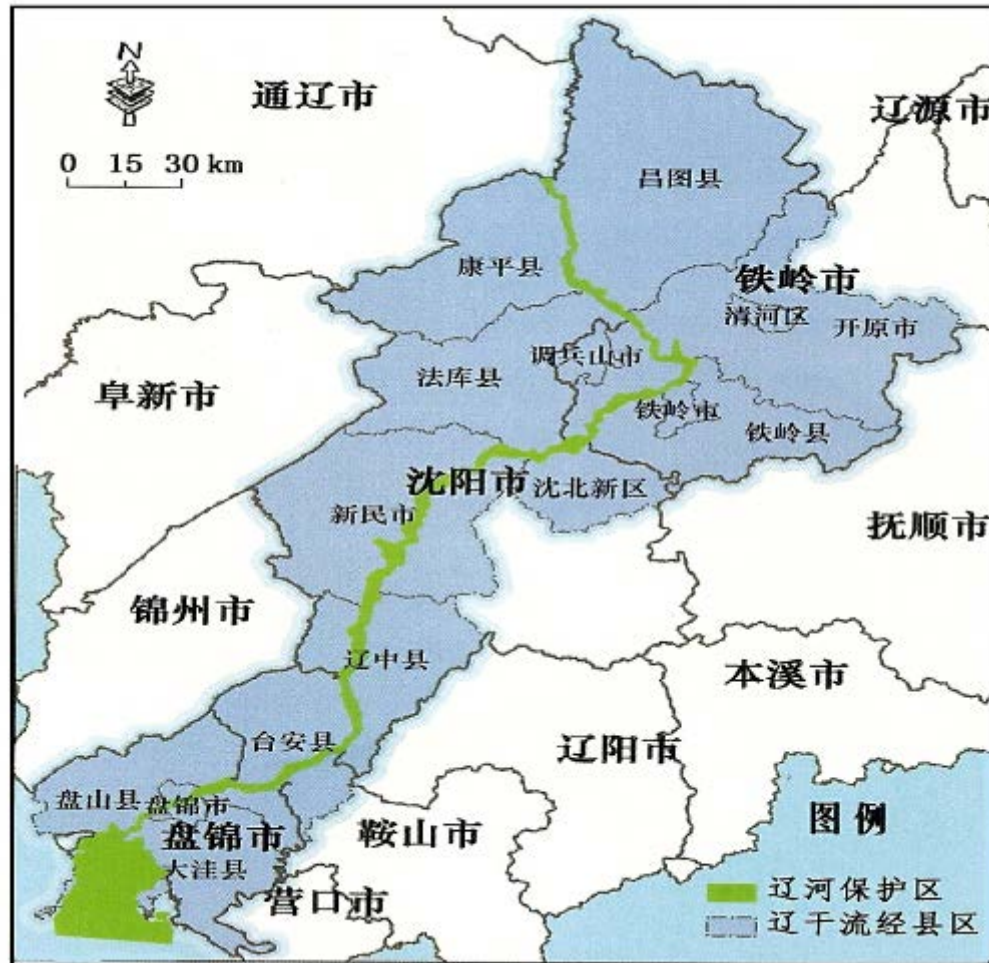 N
通辽市
辽源市
0 15 30 km
昌图县
康平县
铁岭市
清河区
开原市
调兵山市
法库县
阜新市
铁岭市
铁岭县
沈阳市
沈北新区
新民市
抚顺市
锦州市
辽中县
本溪市
台安县
辽阳市
盘山县
盘锦市
盘锦市
鞍山市
图例
大洼县
营口市
辽河保护区
辽干流经县区